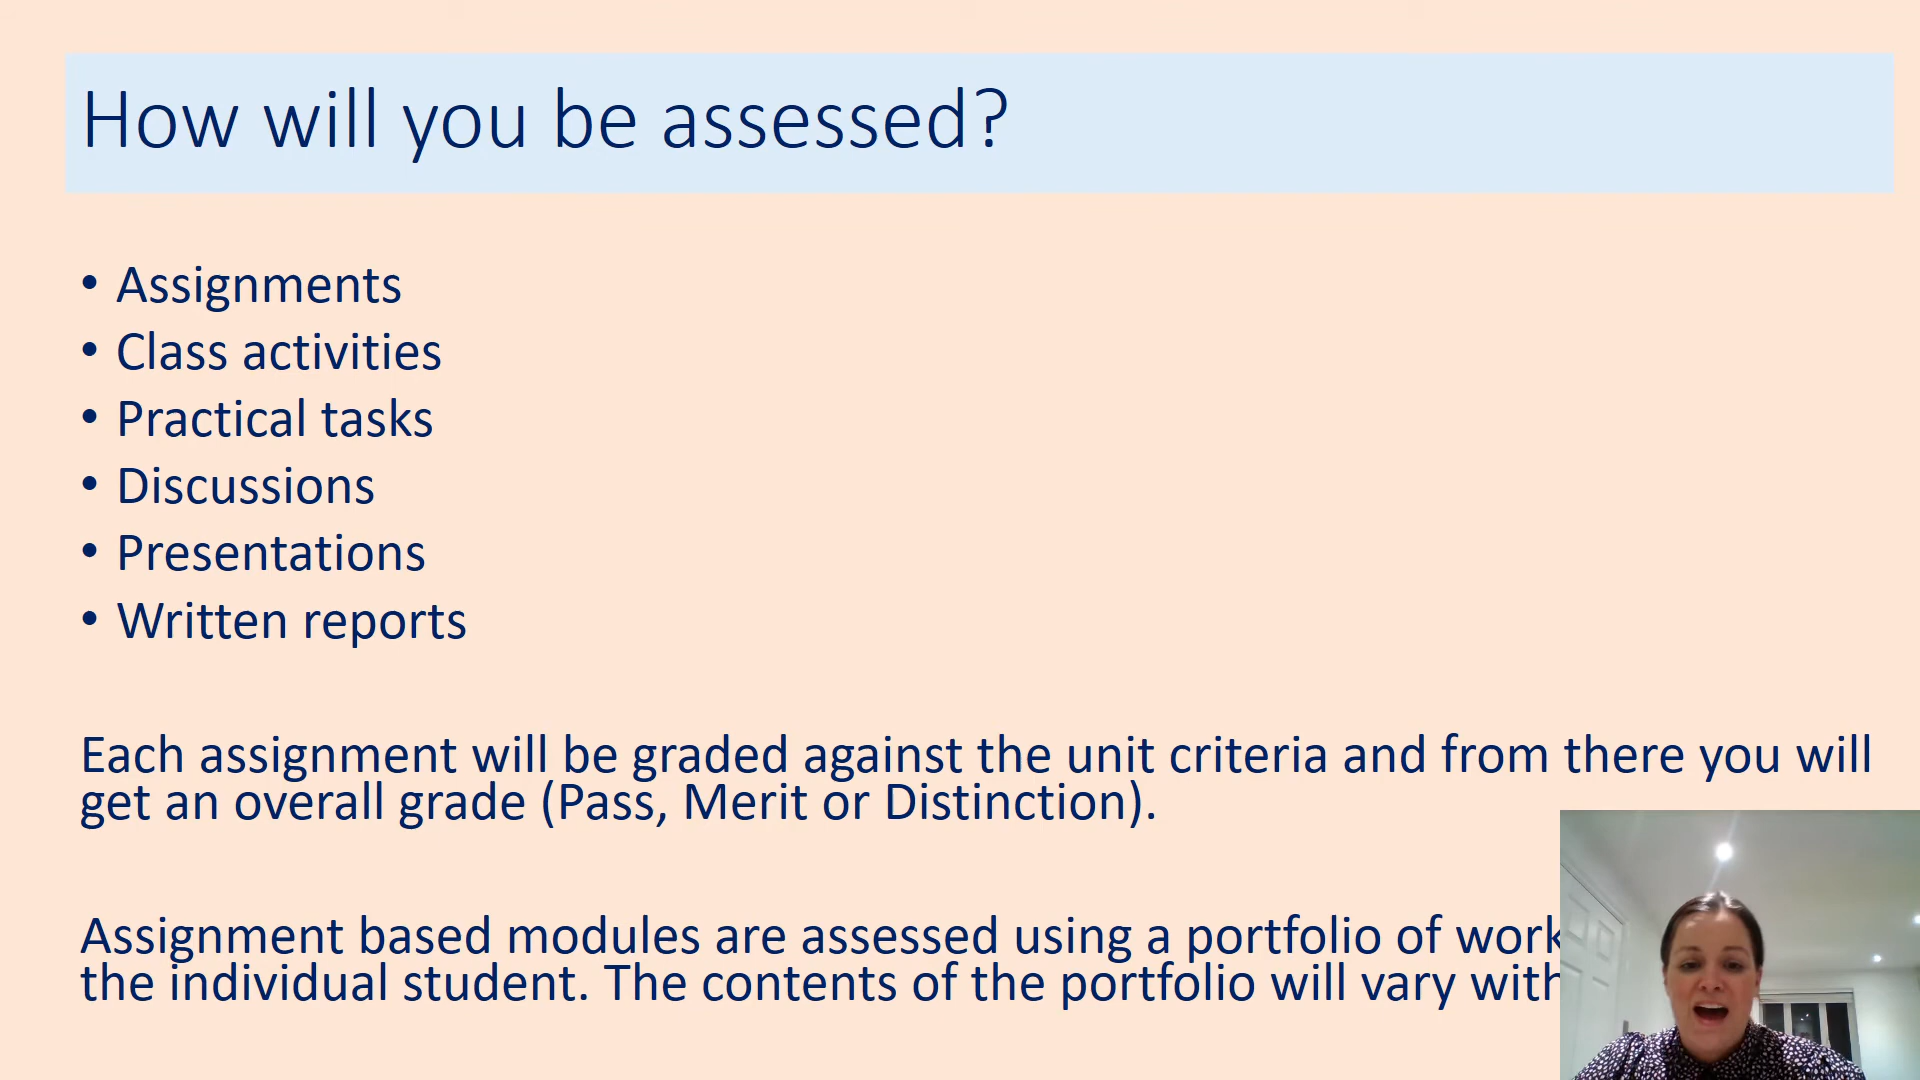 How will you be assessed?
• Assignments
• Class activities
• Practical tasks
• Discussions
• Presentations
• Written reports
Each assignment will be graded against the unit criteria and from there you will
get an overall grade (Pass, Merit or Distinction).
Assignment based modules are assessed using a portfolio of work
the individual student. The contents of the portfolio will vary with